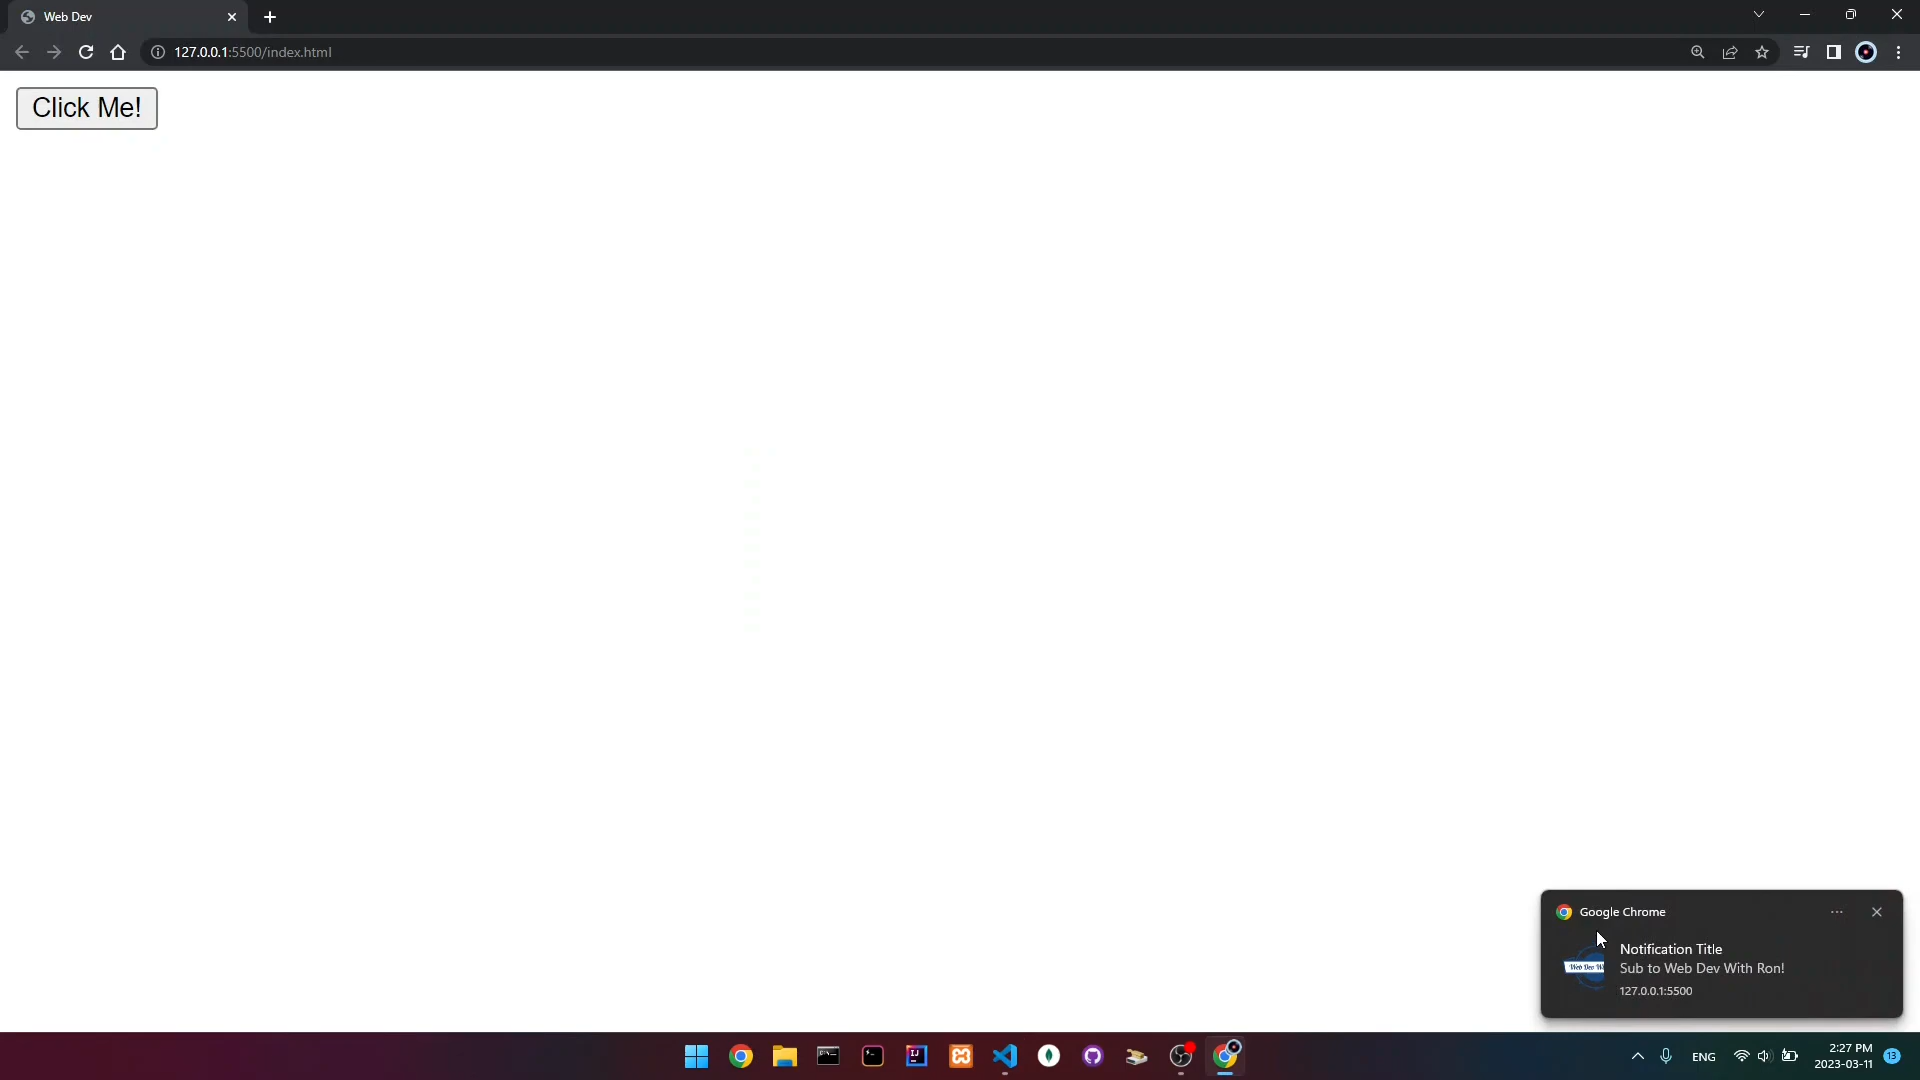 Web Dev
127.0.0.1:5500/index.html
Click Me!
Google Chrome
Notification Title
Sub to Web Dev With Ron!
127.0.0.1:5500
ENG
2:27 PM
2023-03-11
13